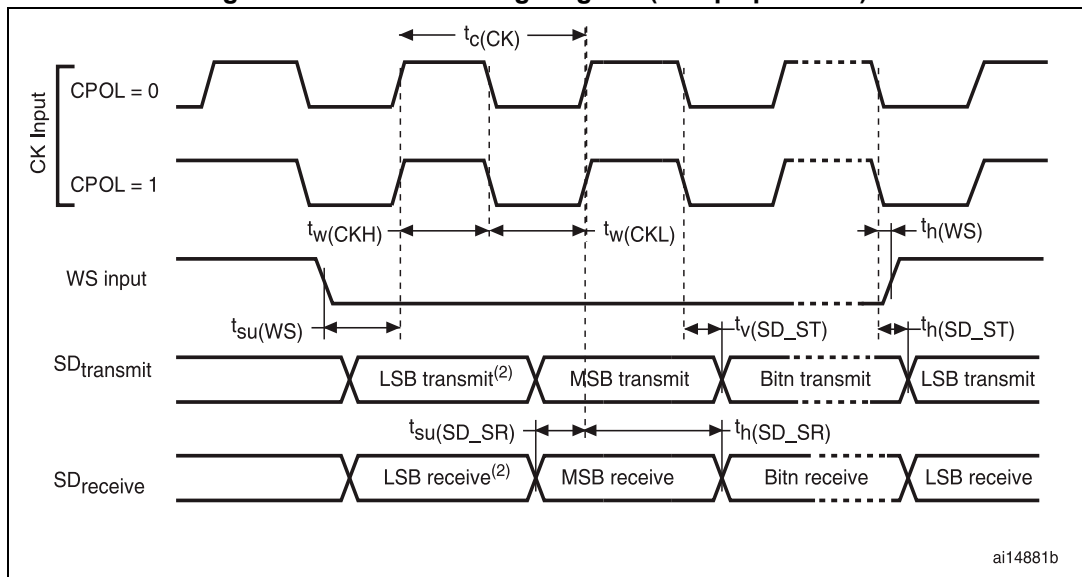 tc(CK)
CK Input
CPOL = 0
CPOL = 1
tw(CKH)
tw(CKL)
th(WS)
WS input
tsu(WS)
tv(SD_ST)
th(SD_ST)
SDtransmit
LSB transmit(2)
MSB transmit
Bitn transmit
LSB transmit
tsu(SD_SR)
th(SD_SR)
SDreceive
LSB receive(2)
MSB receive
Bitn receive
LSB receive
ai14881b